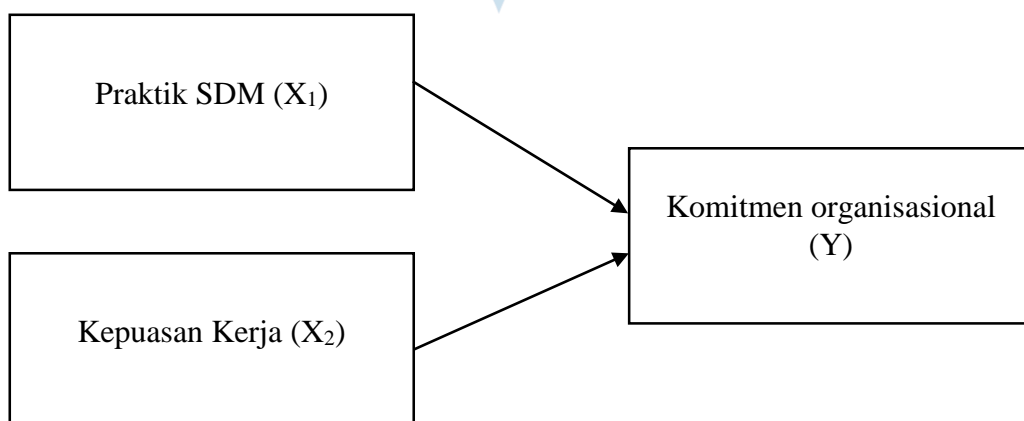 Praktik SDM (X₁)
Komitmen organisasional
(Y)
Kepuasan Kerja (X₂)